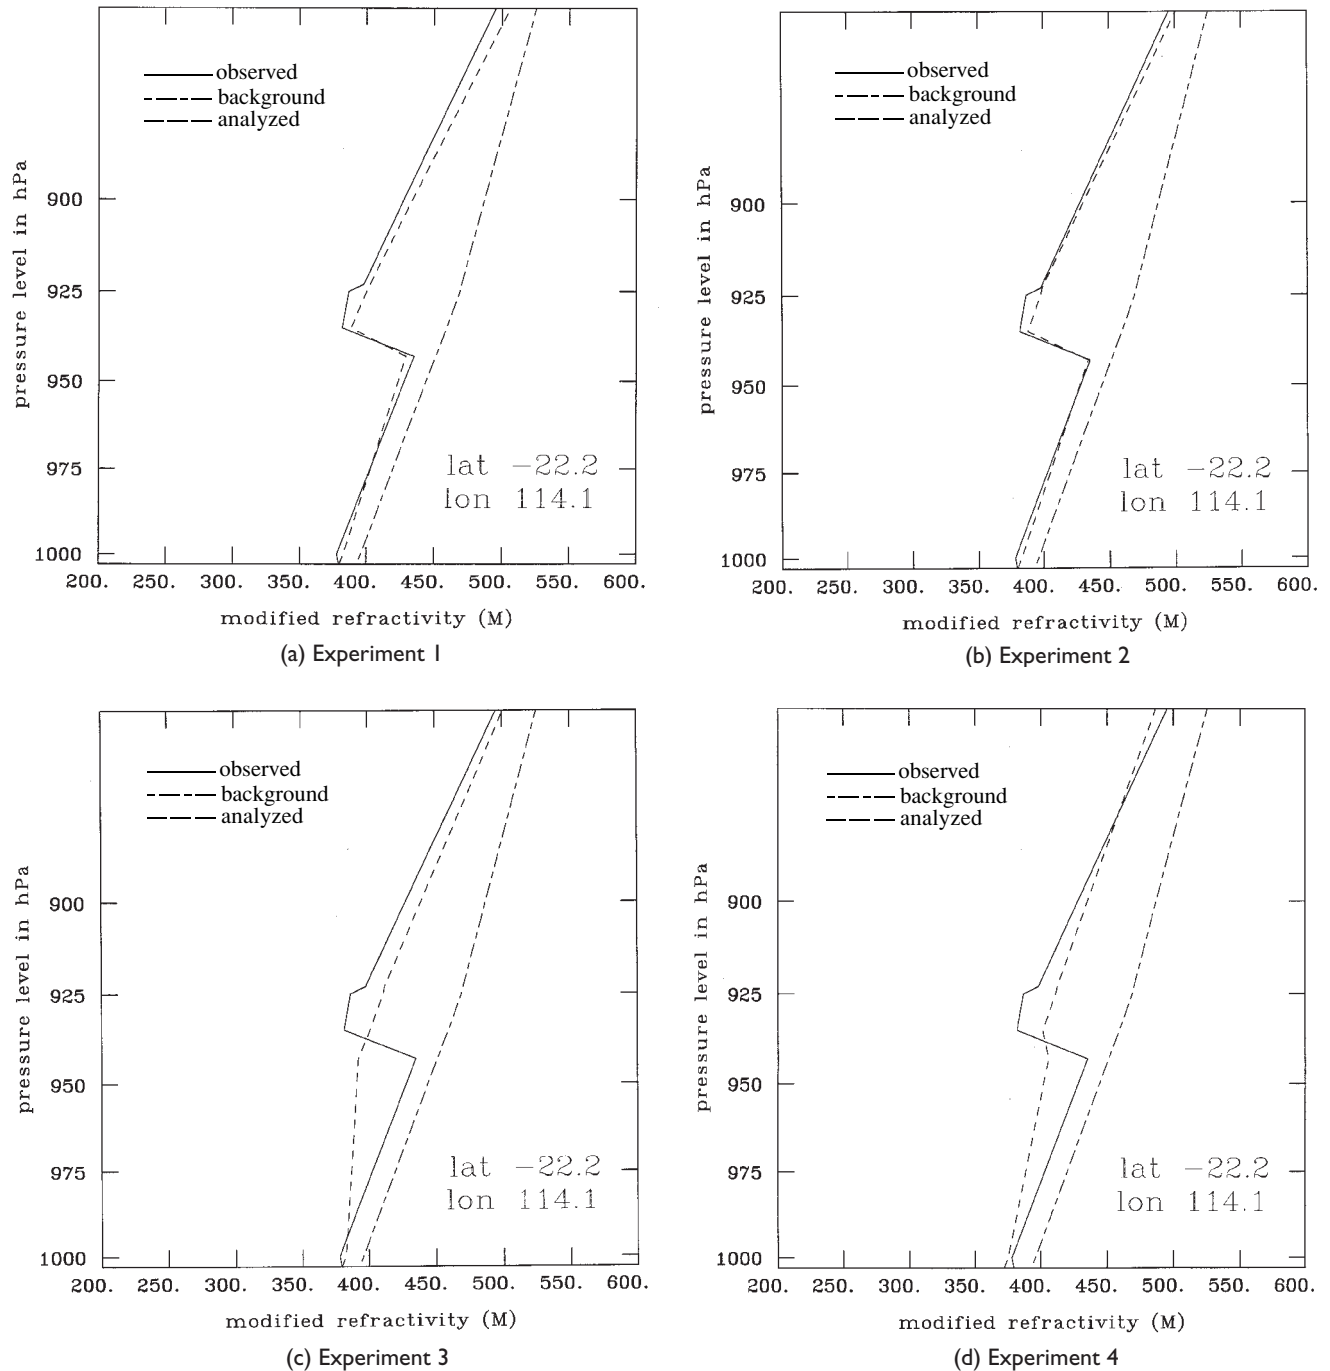 observed
background
analyzed
pressure level in hPa
900
925
950
975
1000
lat -22.2
lon 114.1
200. 250. 300. 350. 400. 450. 500. 550. 600.
modified refractivity (M)
(a) Experiment 1
observed
background
analyzed
pressure level in hPa
900
925
950
975
1000
lat -22.2
lon 114.1
200. 250. 300. 350. 400. 450. 500. 550. 600.
modified refractivity (M)
(b) Experiment 2
observed
background
analyzed
pressure level in hPa
900
925
950
975
1000
lat -22.2
lon 114.1
200. 250. 300. 350. 400. 450. 500. 550. 600.
modified refractivity (M)
(c) Experiment 3
observed
background
analyzed
pressure level in hPa
900
925
950
975
1000
lat -22.2
lon 114.1
200. 250. 300. 350. 400. 450. 500. 550. 600.
modified refractivity (M)
(d) Experiment 4